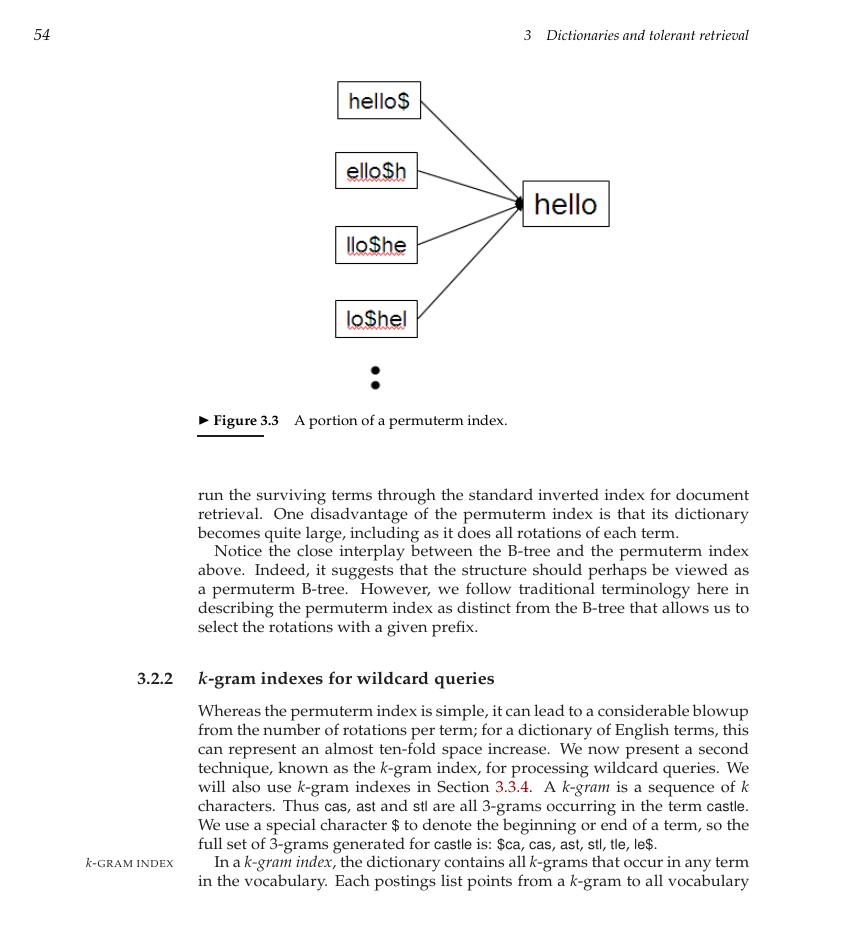 54
3 Dictionaries and tolerant retrieval
hello$
ello$h
llo$he
lo$hel
hello
► Figure 3.3 A portion of a permuterm index.
run the surviving terms through the standard inverted index for document
retrieval. One disadvantage of the permuterm index is that its dictionary
becomes quite large, including as it does all rotations of each term.
Notice the close interplay between the B-tree and the permuterm index
above. Indeed, it suggests that the structure should perhaps be viewed as
a permuterm B-tree. However, we follow traditional terminology here in
describing the permuterm index as distinct from the B-tree that allows us to
select the rotations with a given prefix.
3.2.2 k-gram indexes for wildcard queries
Whereas the permuterm index is simple, it can lead to a considerable blowup
from the number of rotations per term; for a dictionary of English terms, this
can represent an almost ten-fold space increase. We now present a second
technique, known as the k-gram index, for processing wildcard queries. We
will also use k-gram indexes in Section 3.3.4. A k-gram is a sequence of k
characters. Thus cas, ast and stl are all 3-grams occurring in the term castle.
We use a special character $ to denote the beginning or end of a term, so the
full set of 3-grams generated for castle is: $ca, cas, ast, stl, tle, le$.
k-GRAM INDEX
In a k-gram index, the dictionary contains all k-grams that occur in any term
in the vocabulary. Each postings list points from a k-gram to all vocabulary